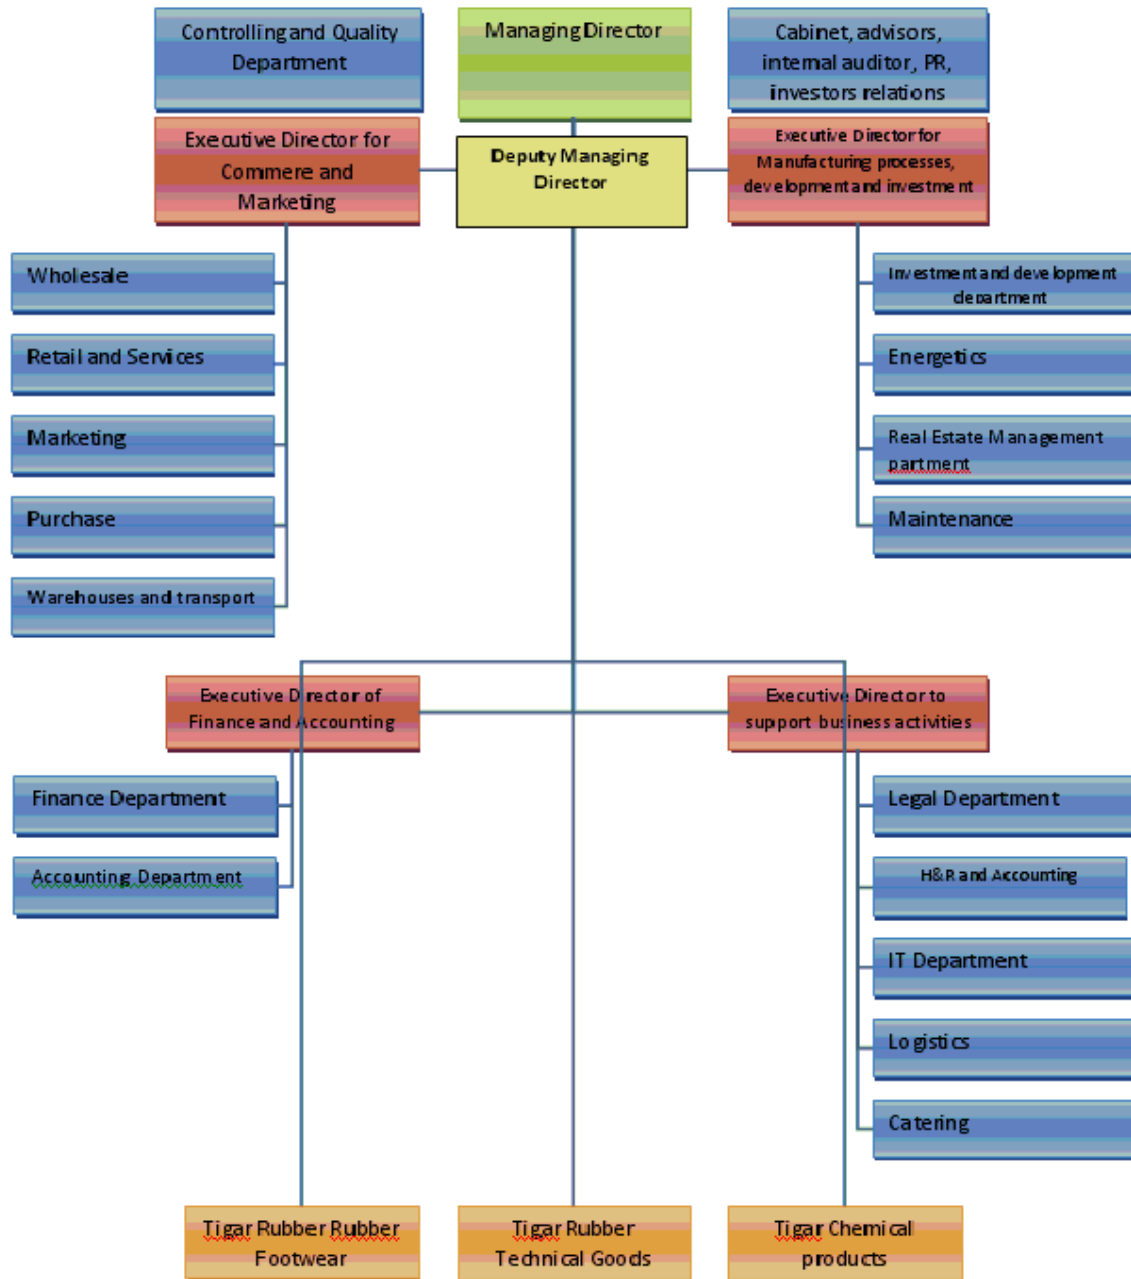 Controlling and Quality
Department
Managing Director
Cabinet, advisors,
internal auditor, PR,
investors relations
Executive Director for
Commere and
Marketing
Deputy Managing
Director
Executive Director for
Manufacturing processes,
development and investment
Wholesale
Retail and Services
Marketing
Purchase
Warehouses and transport
Investment and development
department
Energetics
Real Estate Management
partment
Maintenance
Executive Director of
Finance and Accounting
Executive Director to
support business activities
Finance Department
Accounting Department
Legal Department
H&R and Accounting
IT Department
Logistics
Catering
Tigar Rubber Rubber
Footwear
Tigar Rubber
Technical Goods
Tigar Chemical
products